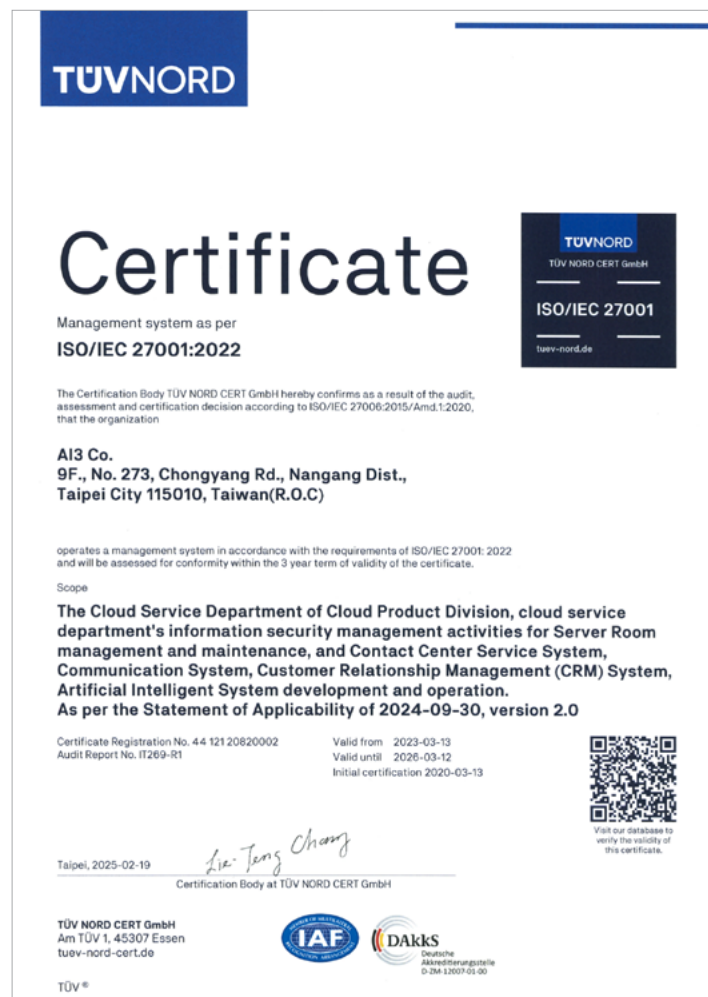 TÜVNORD
Certificate
TÜVNORD
TÜV NORD CERT GmbH
ISO/IEC 27001
tuev-nord.de
Management system as per
ISO/IEC 27001:2022
The Certification Body TÜV NORD CERT GmbH hereby confirms as a result of the audit,
assessment and certification decision according to ISO/IEC 27006:2015/Amd.1:2020,
that the organization
AI3 Co.
9F., No. 273, Chongyang Rd., Nangang Dist.,
Taipei City 115010, Taiwan(R.O.C)
operates a management system in accordance with the requirements of ISO/IEC 27001: 2022
and will be assessed for conformity within the 3 year term of validity of the certificate.
Scope
The Cloud Service Department of Cloud Product Division, cloud service
department's information security management activities for Server Room
management and maintenance, and Contact Center Service System,
Communication System, Customer Relationship Management (CRM) System,
Artificial Intelligent System development and operation.
As per the Statement of Applicability of 2024-09-30, version 2.0
Certificate Registration No. 44 121 20820002
Audit Report No. IT269-R1
Valid from 2023-03-13
Valid until 2026-03-12
Initial certification 2020-03-13
Visit our database to
verify the validity of
this certificate.
Lie-Teng Chang
Taipei, 2025-02-19
Certification Body at TÜV NORD CERT GmbH
TÜV NORD CERT GmbH
Am TÜV 1, 45307 Essen
tuev-nord-cert.de
IAF
DAkkS
Deutsche
Akkreditierungsstelle
D-ZM-12007-01-00
TÜV ®